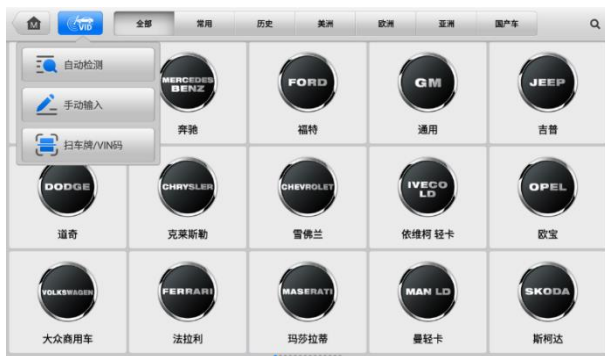 M
VID
全部
常用
历史
美洲
欧洲
亚洲
国产车
自动检测
手动输入
扫车牌/VIN码
MERCEDES
BENZ
奔驰
FORD
福特
GM
通用
JEEP
吉普
DODGE
道奇
CHRYSLER
克莱斯勒
CHEVROLET
雪佛兰
IVECO
LD
依维柯 轻卡
OPEL
欧宝
VOLKSWAGEN
大众商用车
FERRARI
法拉利
MASERATI
玛莎拉蒂
MAN LD
曼轻卡
SKODA
斯柯达